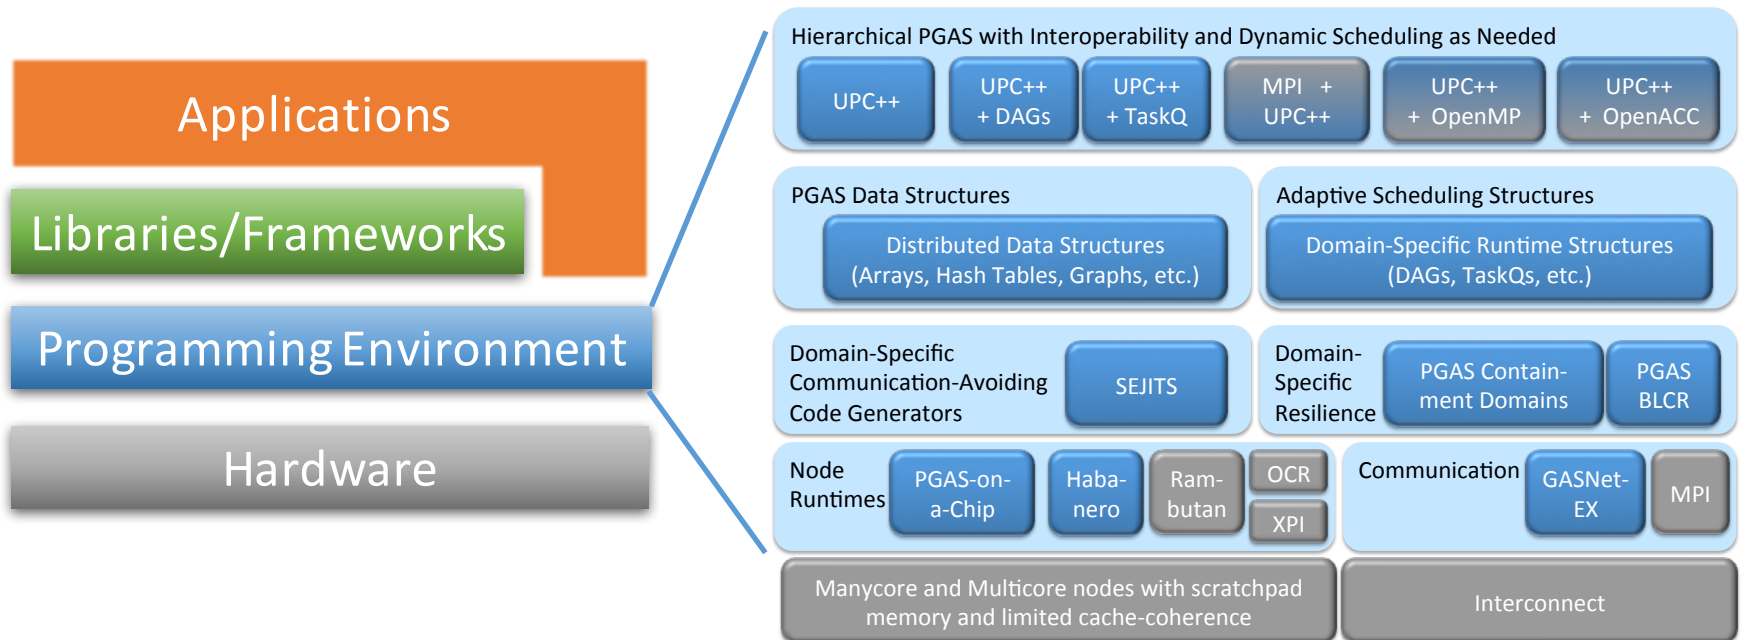 Applications
Libraries/Frameworks
Programming Environment
Hardware
Hierarchical PGAS with Interoperability and Dynamic Scheduling as Needed
UPC++
UPC++
+ DAGs
UPC++
+ TaskQ
MPI +
UPC++
UPC++
+ OpenMP
UPC++
+ OpenACC
PGAS Data Structures
Distributed Data Structures
(Arrays, Hash Tables, Graphs, etc.)
Adaptive Scheduling Structures
Domain-Specific Runtime Structures
(DAGs, TaskQs, etc.)
Domain-Specific
Communication-Avoiding
Code Generators
SEJITS
Domain-
Specific
Resilience
PGAS Contain-
ment Domains
PGAS
BLCR
Node
Runtimes
PGAS-on-
a-Chip
Haba-
nero
Ram-
butan
OCR
XPI
Communication
GASNet-
EX
MPI
Manycore and Multicore nodes with scratchpad
memory and limited cache-coherence
Interconnect